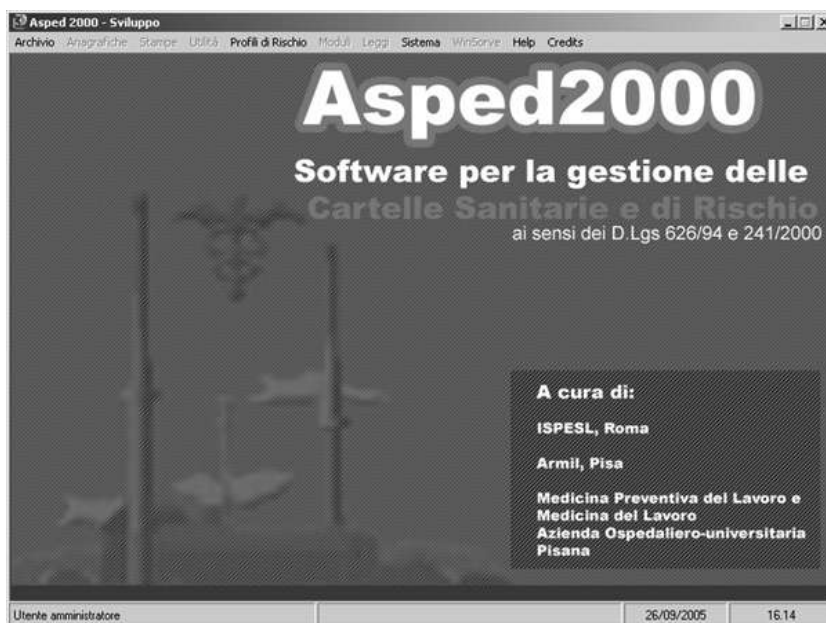 Asped 2000 - Sviluppo
Archivio Anagrafiche Stampe Utilità Profili di Rischio Moduli Leggi Sistema WinSorve Help Credits
Asped2000
Software per la gestione delle
Cartelle Sanitarie e di Rischio
ai sensi dei D.Lgs 626/94 e 241/2000
A cura di:
ISPESL, Roma
Armil, Pisa
Medicina Preventiva del Lavoro e
Medicina del Lavoro
Azienda Ospedaliero-universitaria
Pisana
Utente amministratore 26/09/2005 16.14